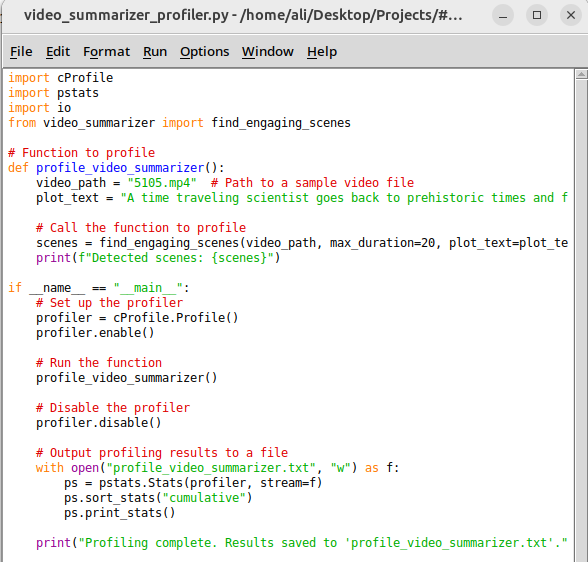 video_summarizer_profiler.py - /home/ali/Desktop/Projects/#...
File Edit Format Run Options Window Help
import cProfile
import pstats
import io
from video_summarizer import find_engaging_scenes

# Function to profile
def profile_video_summarizer():
    video_path = "5105.mp4"  # Path to a sample video file
    plot_text = "A time traveling scientist goes back to prehistoric times and f

    # Call the function to profile
    scenes = find_engaging_scenes(video_path, max_duration=20, plot_text=plot_te
    print(f"Detected scenes: {scenes}")

if __name__ == "__main__":
    # Set up the profiler
    profiler = cProfile.Profile()
    profiler.enable()

    # Run the function
    profile_video_summarizer()

    # Disable the profiler
    profiler.disable()

    # Output profiling results to a file
    with open("profile_video_summarizer.txt", "w") as f:
        ps = pstats.Stats(profiler, stream=f)
        ps.sort_stats("cumulative")
        ps.print_stats()

    print("Profiling complete. Results saved to 'profile_video_summarizer.txt'."